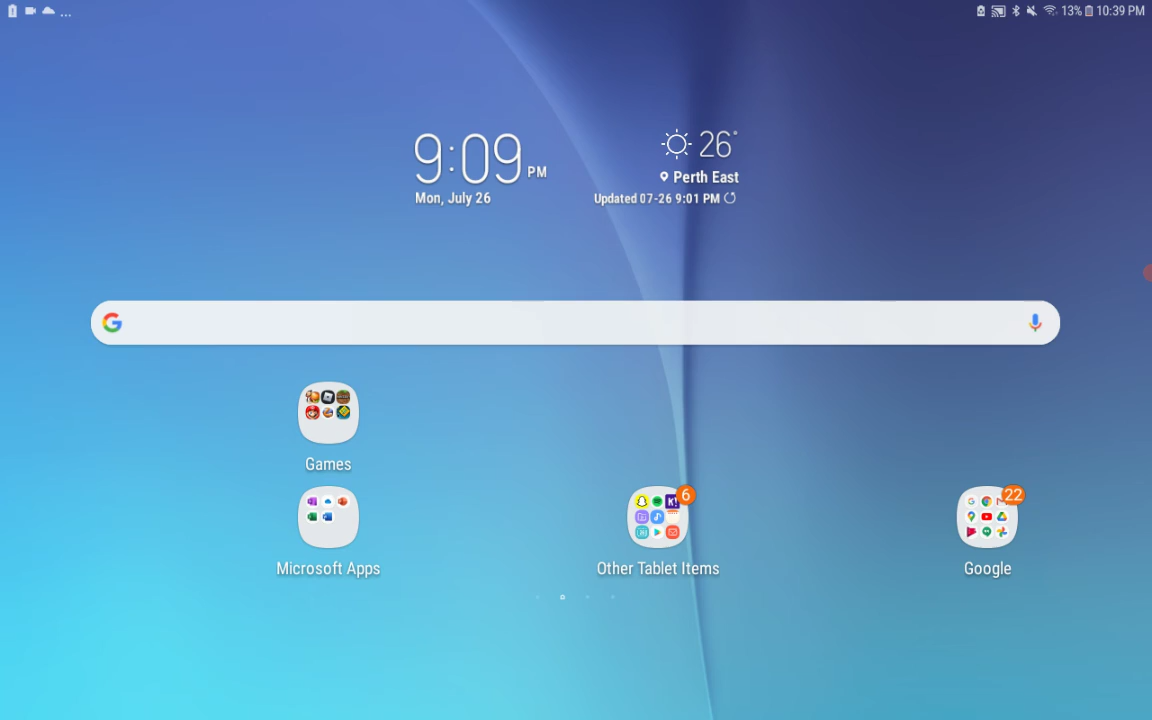 ... 13% 10:39 PM
9:09 PM
Mon, July 26
26°
Perth East
Updated 07-26 9:01 PM
G
Games
6
22
Microsoft Apps
Other Tablet Items
Google